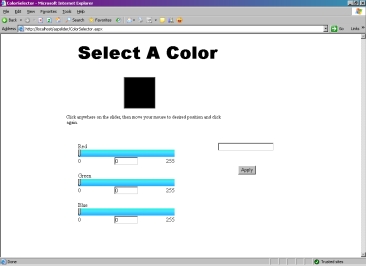 ColorSelector - Microsoft Internet Explorer
File Edit View Favorites Tools Help
Back Search Favorites
Address http://localhost/aspslider/ColorSelector.aspx Go Links
Select A Color
Click anywhere on the slider, then move your mouse to desired position and click
again.
Red
0 0 255
Green
0 0 255
Apply
Blue
0 0 255
Done Trusted sites